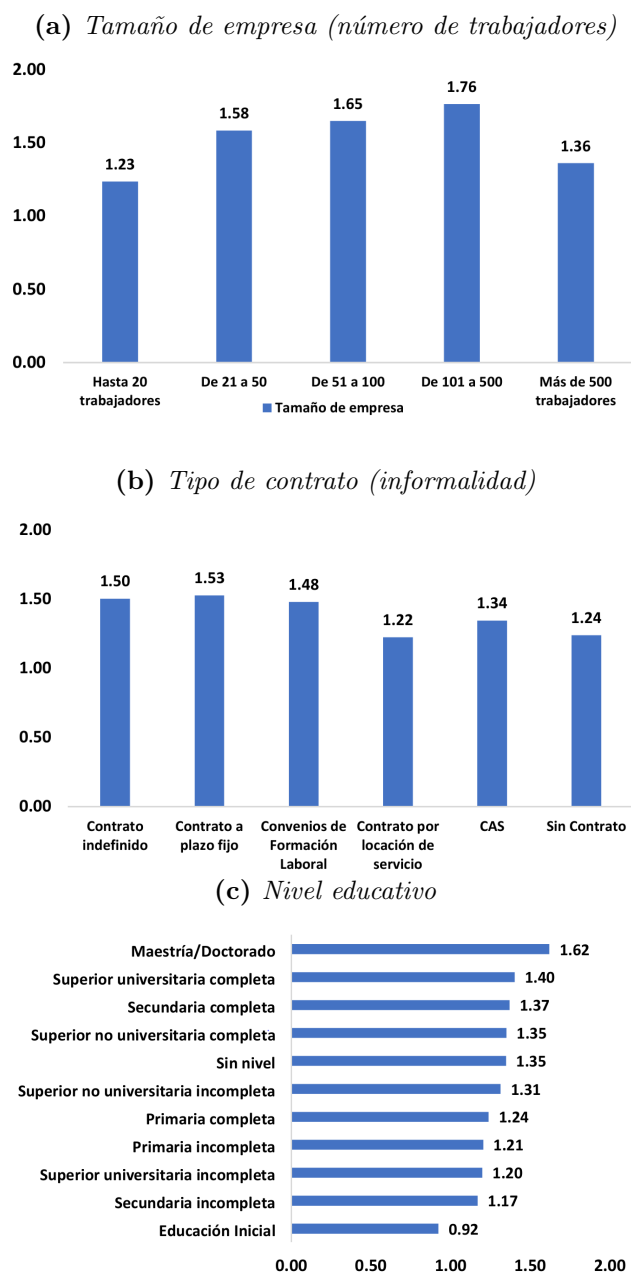 (a) Tamaño de empresa (número de trabajadores)
2.00
1.50
1.00
0.50
0.00
1.23
1.58
1.65
1.76
1.36
Hasta 20 trabajadores
De 21 a 50
De 51 a 100
De 101 a 500
Más de 500 trabajadores
Tamaño de empresa
(b) Tipo de contrato (informalidad)
2.00
1.50
1.00
0.50
0.00
1.50
1.53
1.48
1.22
1.34
1.24
Contrato indefinido
Contrato a plazo fijo
Convenios de Formación Laboral
Contrato por locación de servicio
CAS
Sin Contrato
(c) Nivel educativo
Maestría/Doctorado 1.62
Superior universitaria completa 1.40
Secundaria completa 1.37
Superior no universitaria completa 1.35
Sin nivel 1.35
Superior no universitaria incompleta 1.31
Primaria completa 1.24
Primaria incompleta 1.21
Superior universitaria incompleta 1.20
Secundaria incompleta 1.17
Educación Inicial 0.92
0.00 0.50 1.00 1.50 2.00